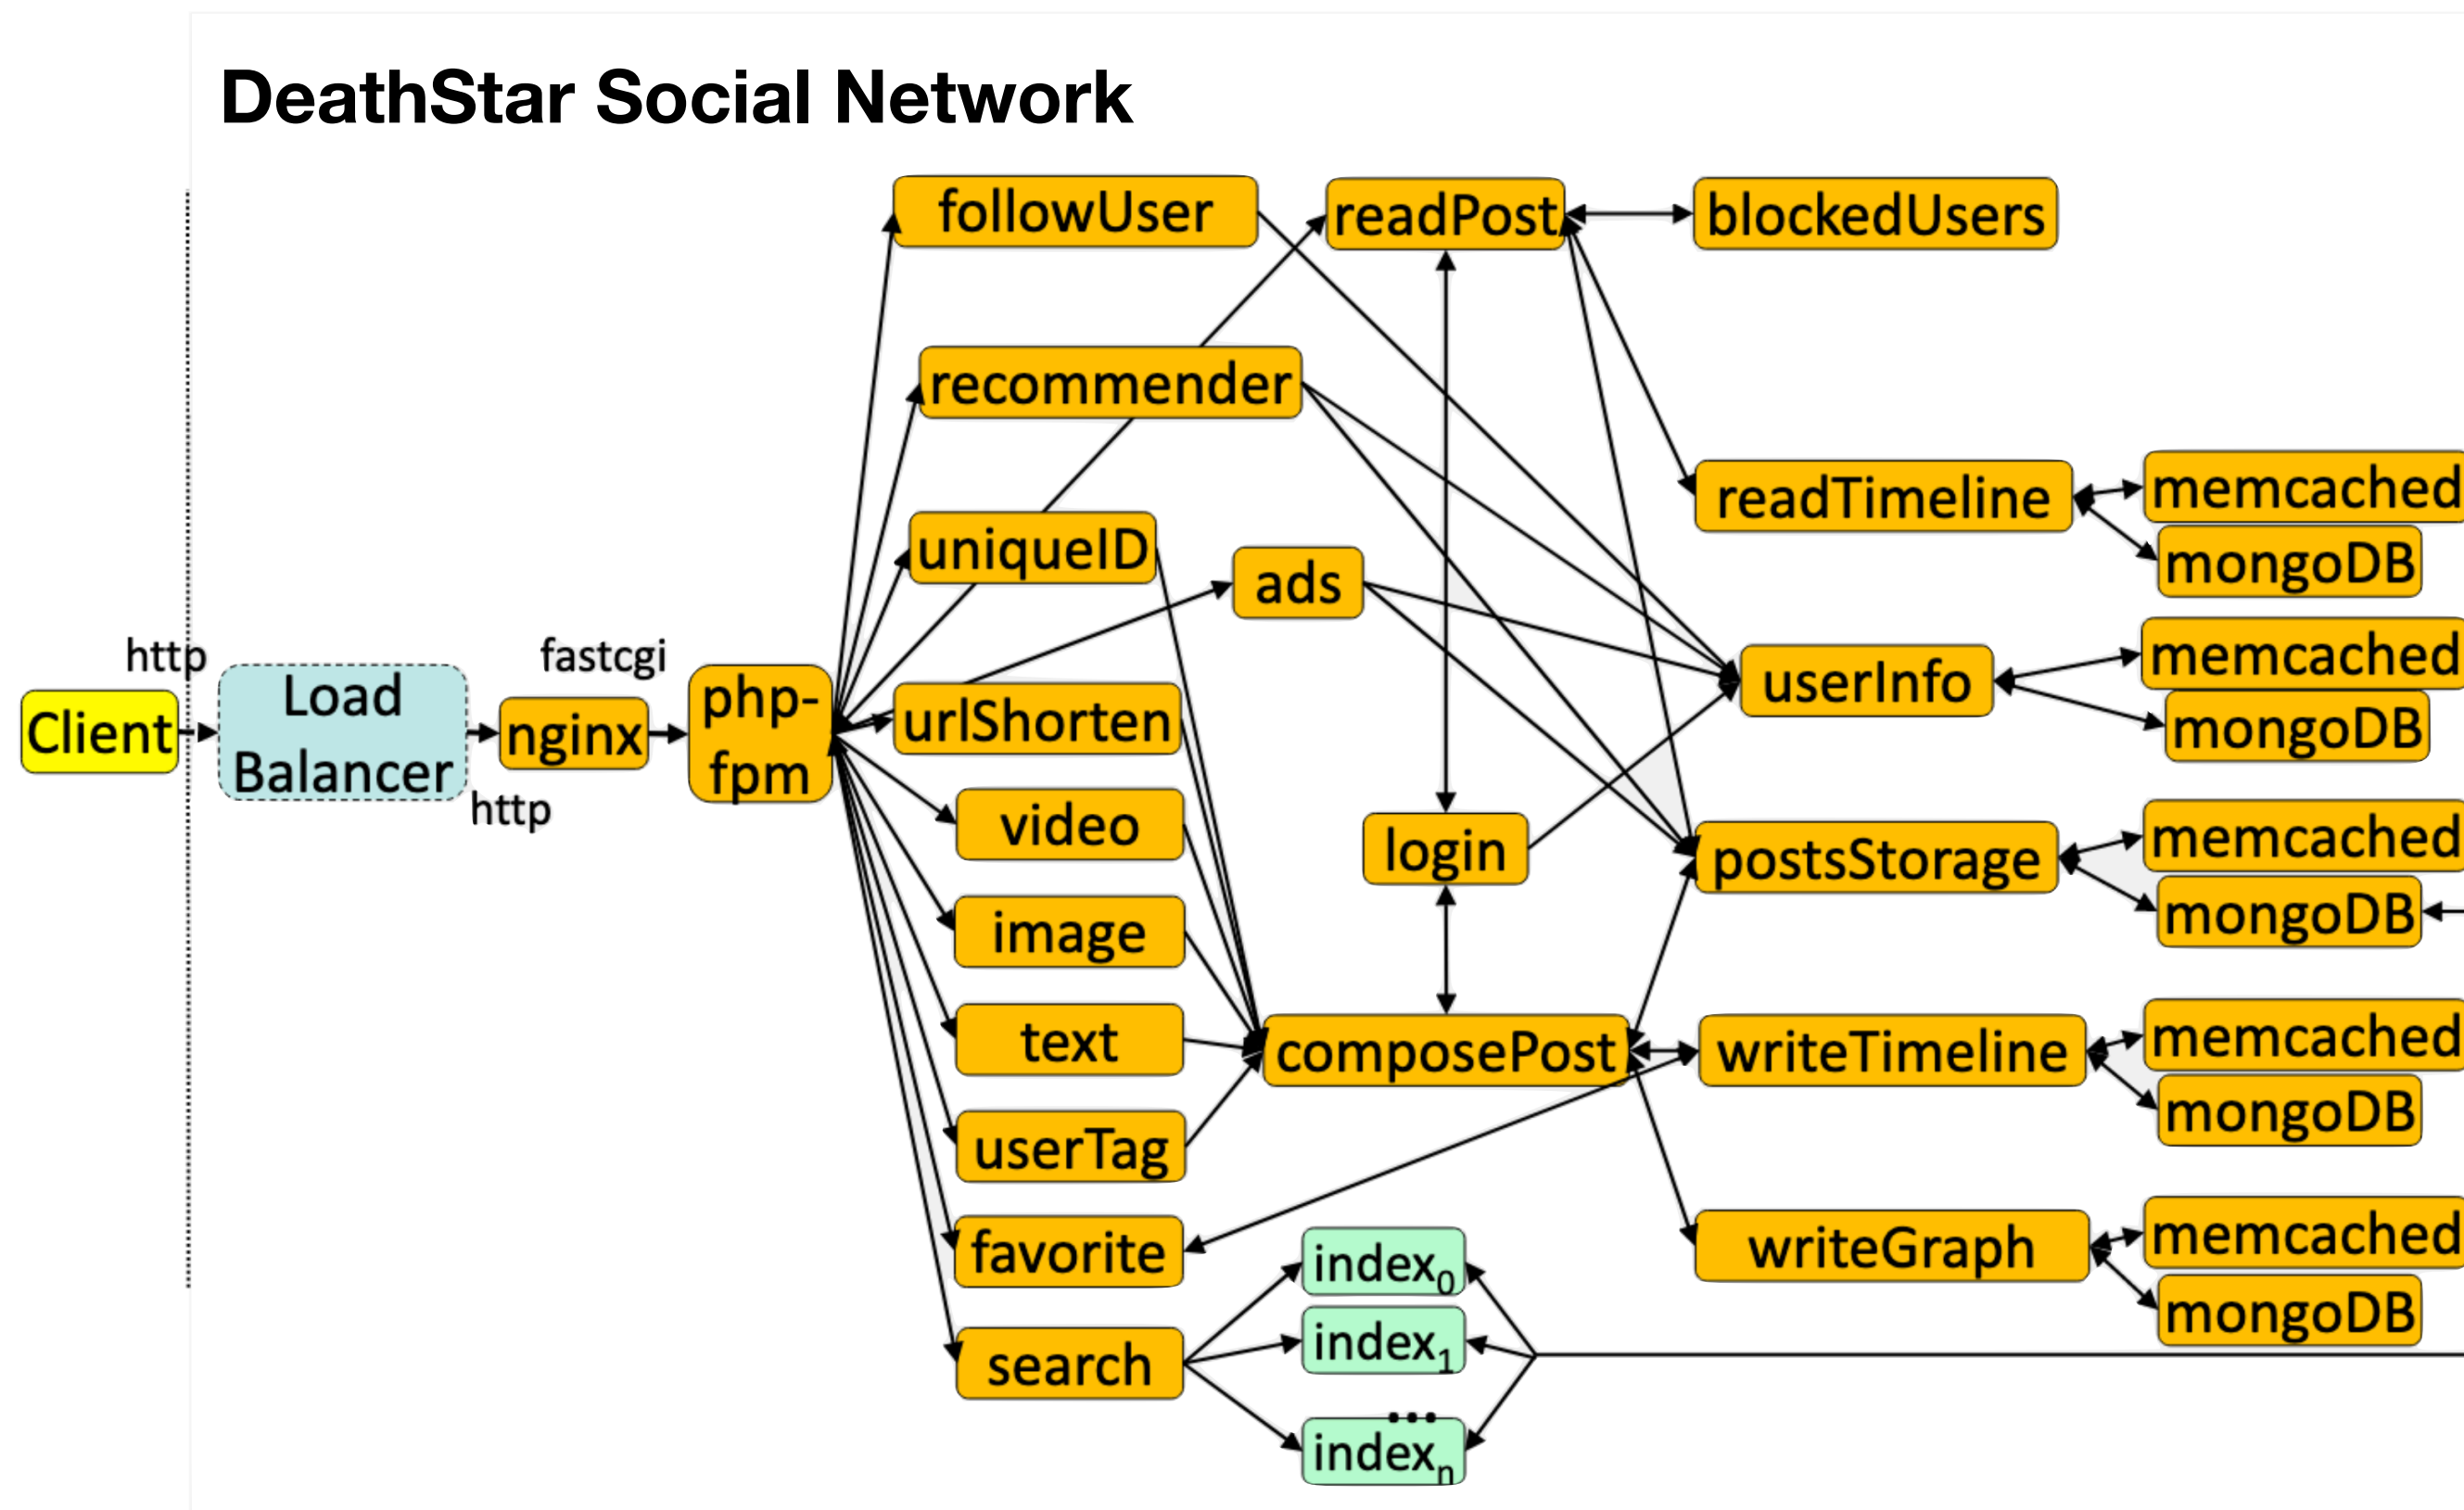 DeathStar Social Network
followUser
readPost
blockedUsers
recommender
readTimeline
memcached
mongoDB
uniqueID
ads
http
fastcgi
userInfo
memcached
mongoDB
Client
Load
Balancer
http
nginx
php-
fpm
urlShorten
video
login
postsStorage
memcached
mongoDB
image
text
composePost
writeTimeline
memcached
mongoDB
userTag
favorite
writeGraph
memcached
mongoDB
search
index0
index1
...
indexn